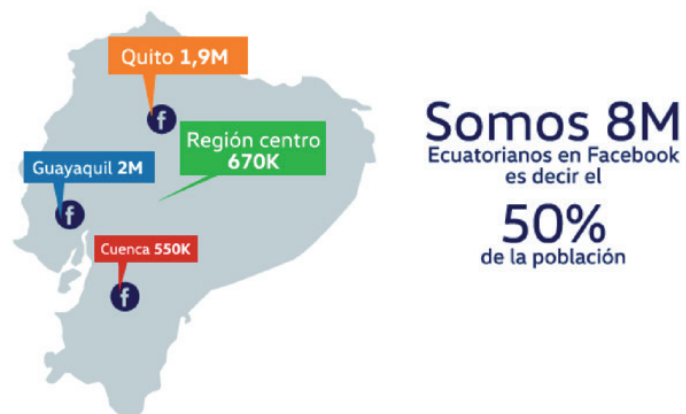 Quito 1,9M
Región centro
670K
Guayaquil 2M
Cuenca 550K
Somos 8M
Ecuatorianos en Facebook
es decir el
50%
de la población